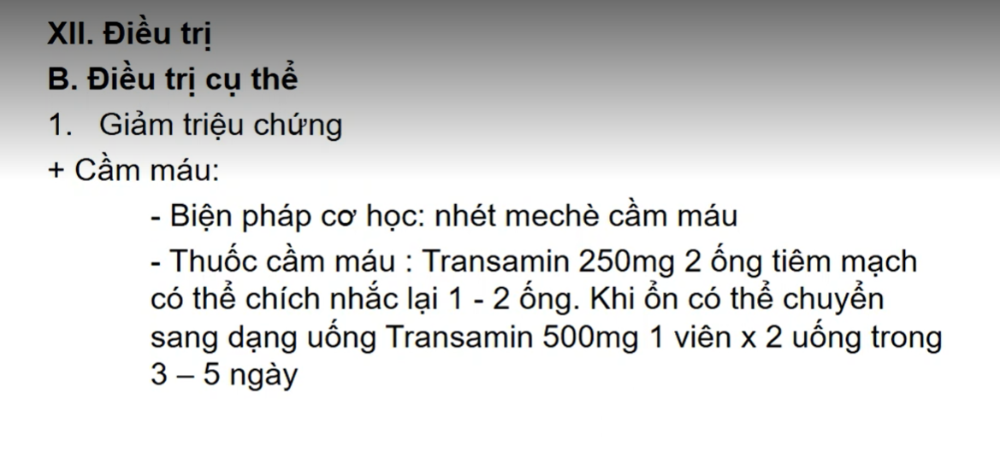 XII. Điều trị
B. Điều trị cụ thể
1. Giảm triệu chứng
+ Cầm máu:
- Biện pháp cơ học: nhét mechè cầm máu
- Thuốc cầm máu : Transamin 250mg 2 ống tiêm mạch
có thể chích nhắc lại 1 - 2 ống. Khi ổn có thể chuyển
sang dạng uống Transamin 500mg 1 viên x 2 uống trong
3 – 5 ngày